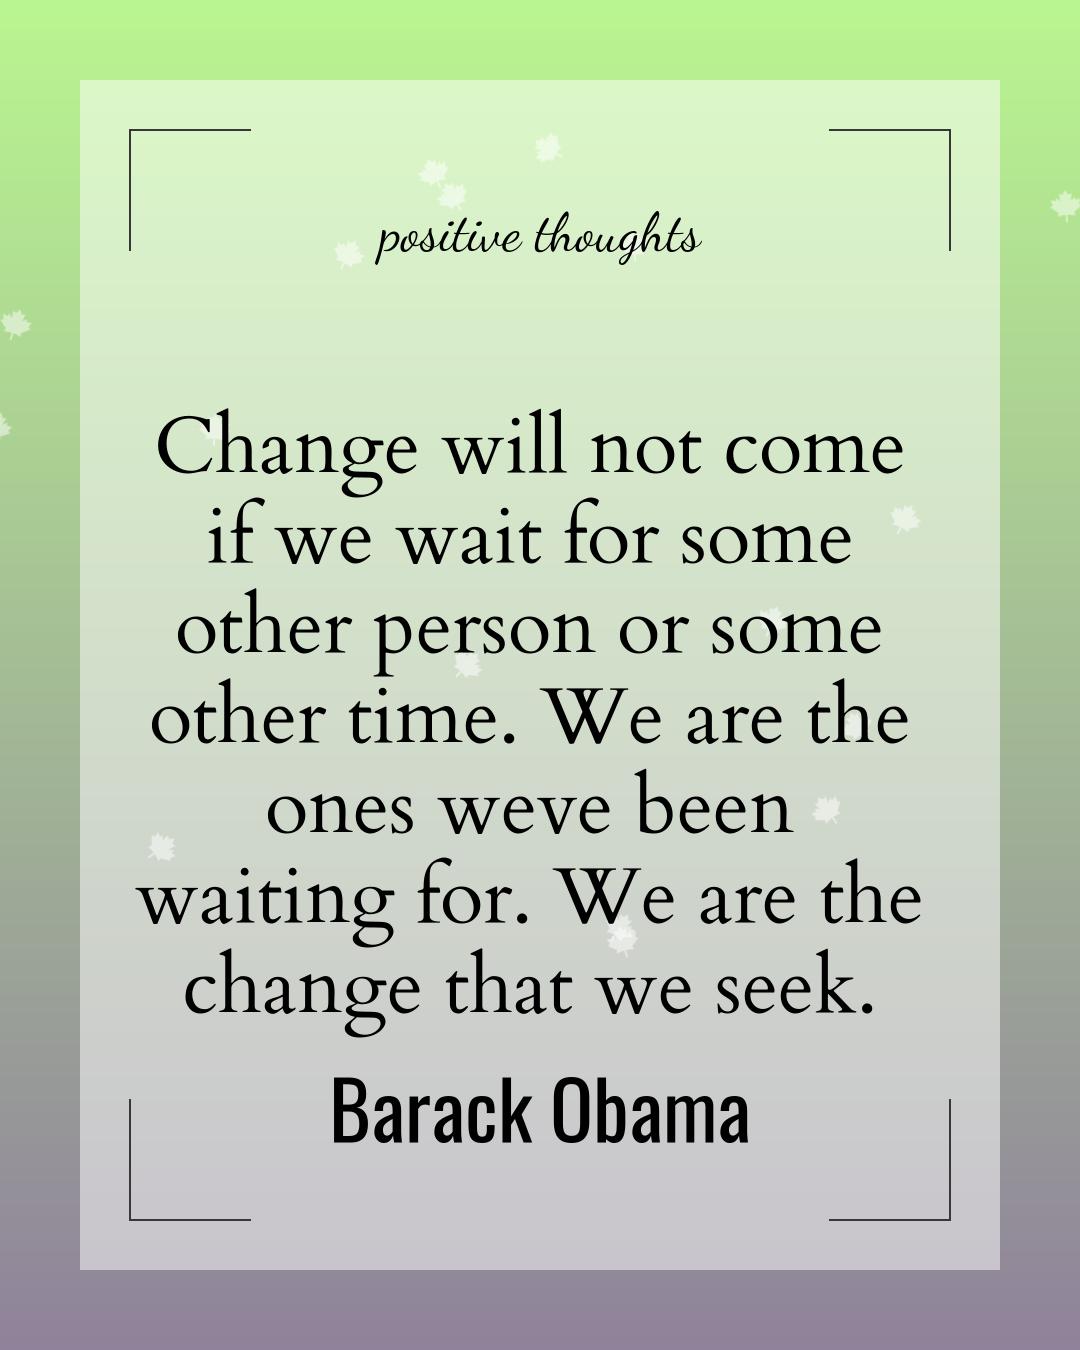 positive thoughts
Change will not come
if we wait for some
other person or some
other time. We are the
ones weve been
waiting for. We are the
change that we seek.
Barack Obama